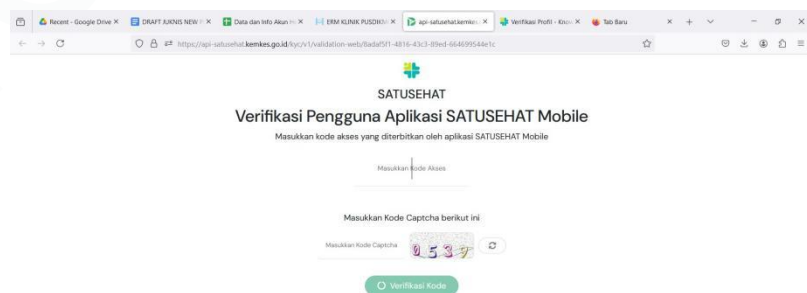 Recent - Google Drive
DRAFT JUKNIS NEW
Data dan Info Akun
ERM KLINIK PUSDIK
api-satusehat.kemkes.
Verifikasi Profil - Know
Tab Baru
https://api-satusehat.kemkes.go.id/kyc/v1/validation-web/
SATUSEHAT
Verifikasi Pengguna Aplikasi SATUSEHAT Mobile
Masukkan kode akses yang diterbitkan oleh aplikasi SATUSEHAT Mobile
Masukkan Kode Akses
Masukkan Kode Captcha berikut ini
Masukkan Kode Captcha
Verifikasi Kode